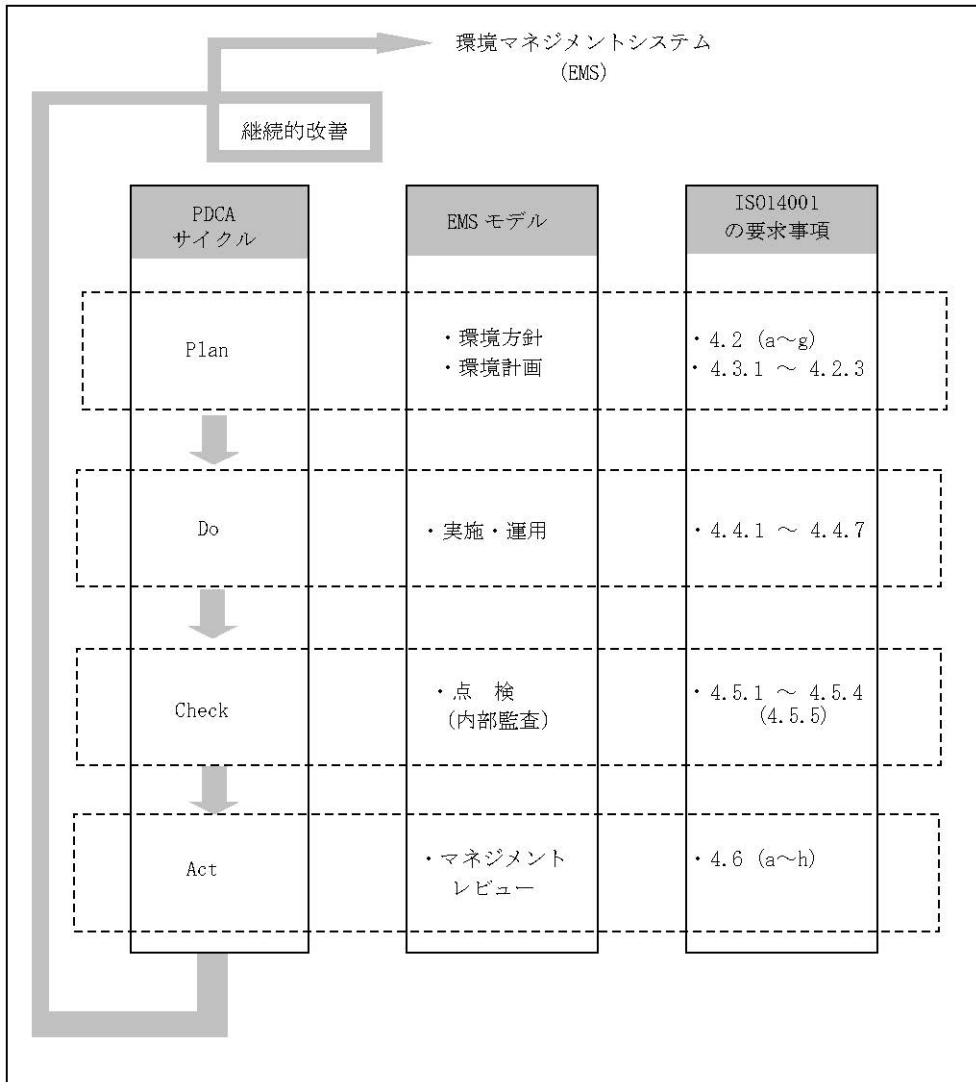 環境マネジメントシステム
(EMS)
継続的改善
PDCA
サイクル
EMS モデル
ISO14001
の要求事項
Plan
・環境方針
・環境計画
・4.2 (a～g)
・4.3.1 ～ 4.2.3
Do
・実施・運用
・4.4.1 ～ 4.4.7
Check
・点　検
(内部監査)
・4.5.1 ～ 4.5.4
(4.5.5)
Act
・マネジメント
レビュー
・4.6 (a～h)